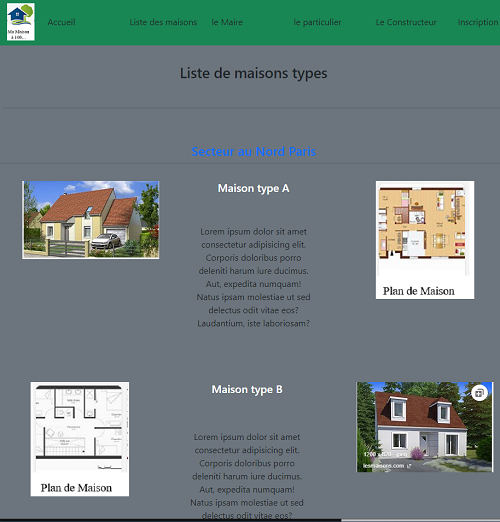 Ma Maison
à 100...
Accueil
Liste des maisons
le Maire
le particulier
Le Constructeur
Inscription
Liste de maisons types
Secteur au Nord Paris
Maison type A
Lorem ipsum dolor sit amet
consectetur adipisicing elit.
Corporis doloribus porro
deleniti harum iure ducimus.
Aut, expedita numquam!
Natus ipsam molestiae ut sed
delectus odit vitae eos?
Laudantium, iste laboriosam?
Plan de Maison
Maison type B
Plan de Maison
Lorem ipsum dolor sit amet
consectetur adipisicing elit.
Corporis doloribus porro
deleniti harum iure ducimus.
Aut, expedita numquam!
Natus ipsam molestiae ut sed
delectus odit vitae eos?
lesmaisons.com